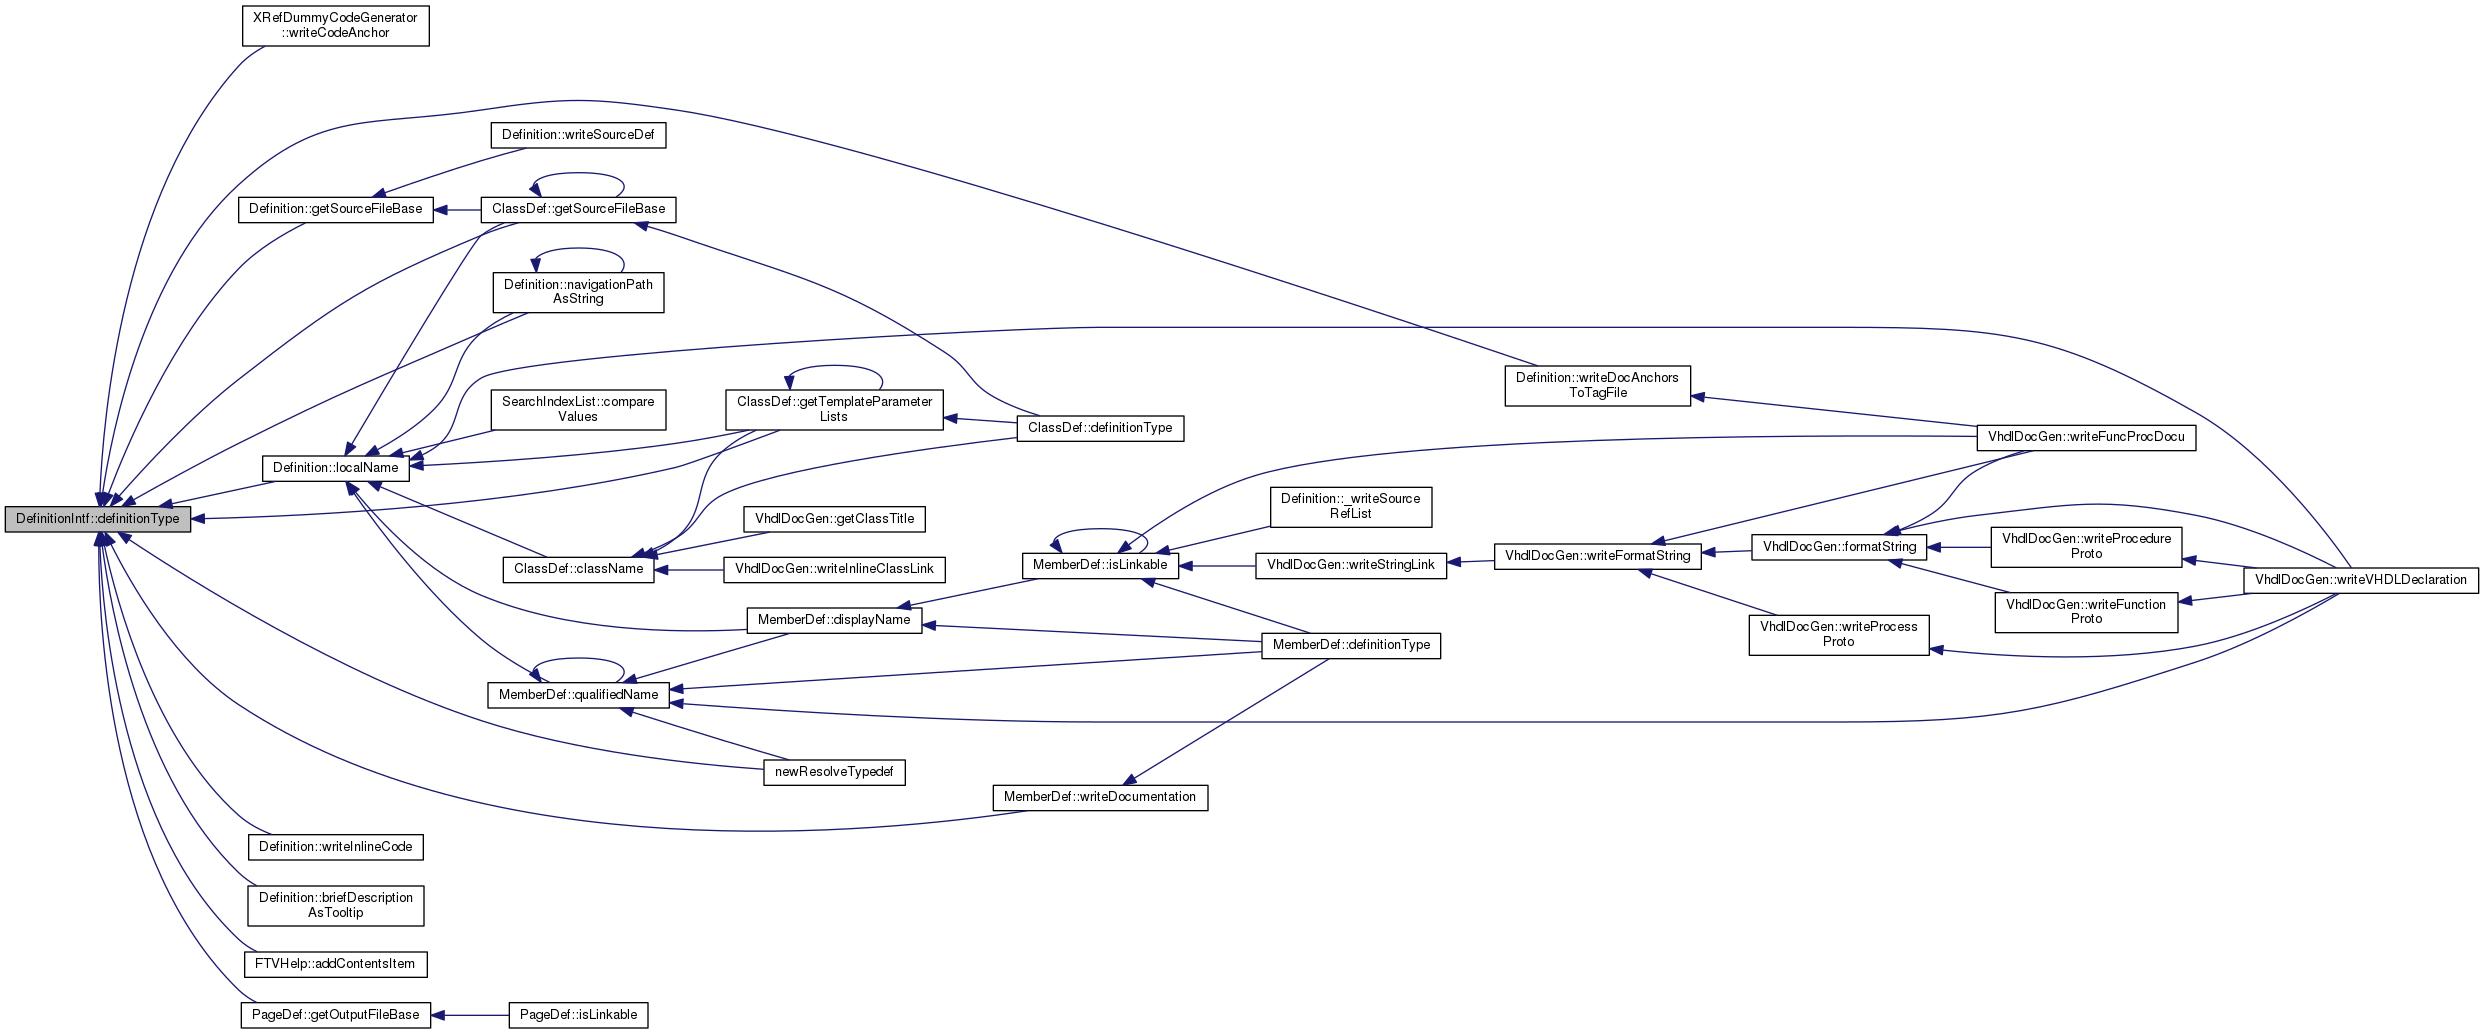 XRefDummyCodeGenerator
::writeCodeAnchor
Definition::writeSourceDef
Definition::getSourceFileBase
ClassDef::getSourceFileBase
Definition::navigationPath
AsString
Definition::writeDocAnchors
ToTagFile
SearchIndexList::compare
Values
ClassDef::getTemplateParameter
Lists
ClassDef::definitionType
VhdlDocGen::writeFuncProcDocu
Definition::localName
Definition::_writeSource
RefList
DefinitionIntf::definitionType
VhdlDocGen::getClassTitle
VhdlDocGen::formatString
VhdlDocGen::writeProcedure
Proto
VhdlDocGen::writeFormatString
ClassDef::className
VhdlDocGen::writeInlineClassLink
MemberDef::isLinkable
VhdlDocGen::writeStringLink
VhdlDocGen::writeVHDLDeclaration
VhdlDocGen::writeFunction
Proto
MemberDef::displayName
VhdlDocGen::writeProcess
Proto
MemberDef::definitionType
MemberDef::qualifiedName
newResolveTypedef
MemberDef::writeDocumentation
Definition::writeInlineCode
Definition::briefDescription
AsTooltip
FTVHelp::addContentsItem
PageDef::getOutputFileBase
PageDef::isLinkable